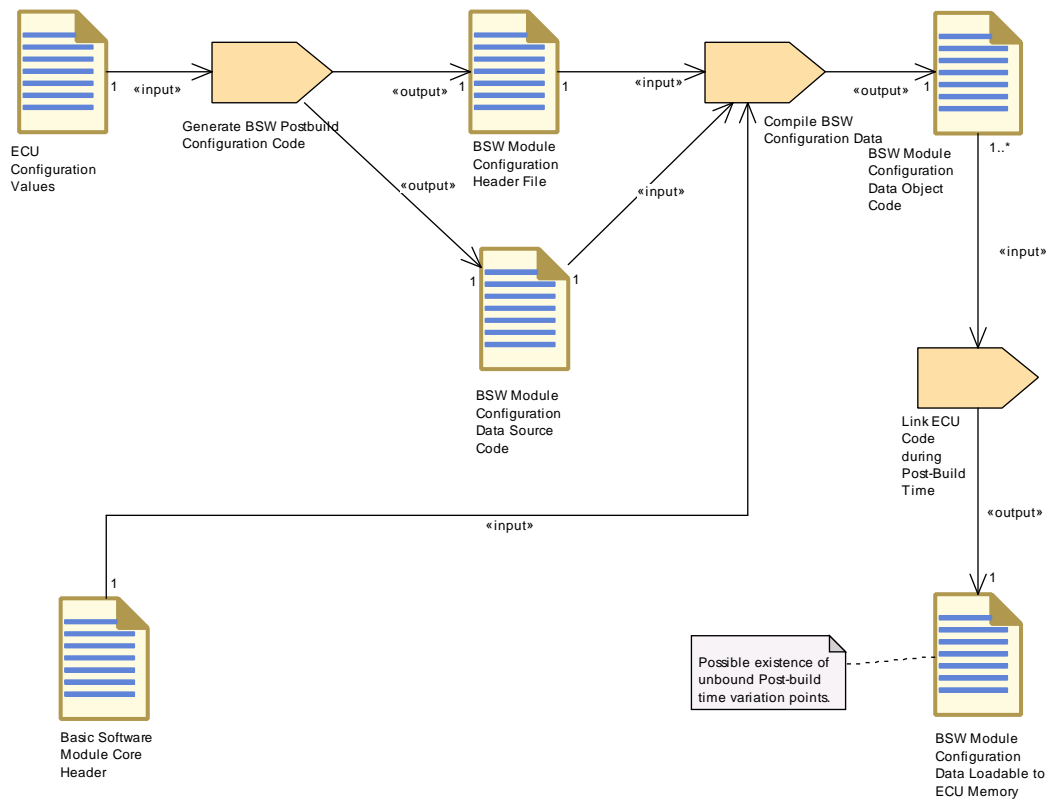 1
«input»
«output»
1
1
«input»
«output»
1
ECU
Configuration
Values
Generate BSW Postbuild
Configuration Code
BSW Module
Configuration
Header File
Compile BSW
Configuration Data
BSW Module
Configuration
Data Object
Code
1..*
«output»
«input»
1
1
«input»
BSW Module
Configuration
Data Source
Code
Link ECU
Code
during
Post-Build
Time
«input»
«output»
1
1
Possible existence of
unbound Post-build
time variation points.
Basic Software
Module Core
Header
BSW Module
Configuration
Data Loadable to
ECU Memory